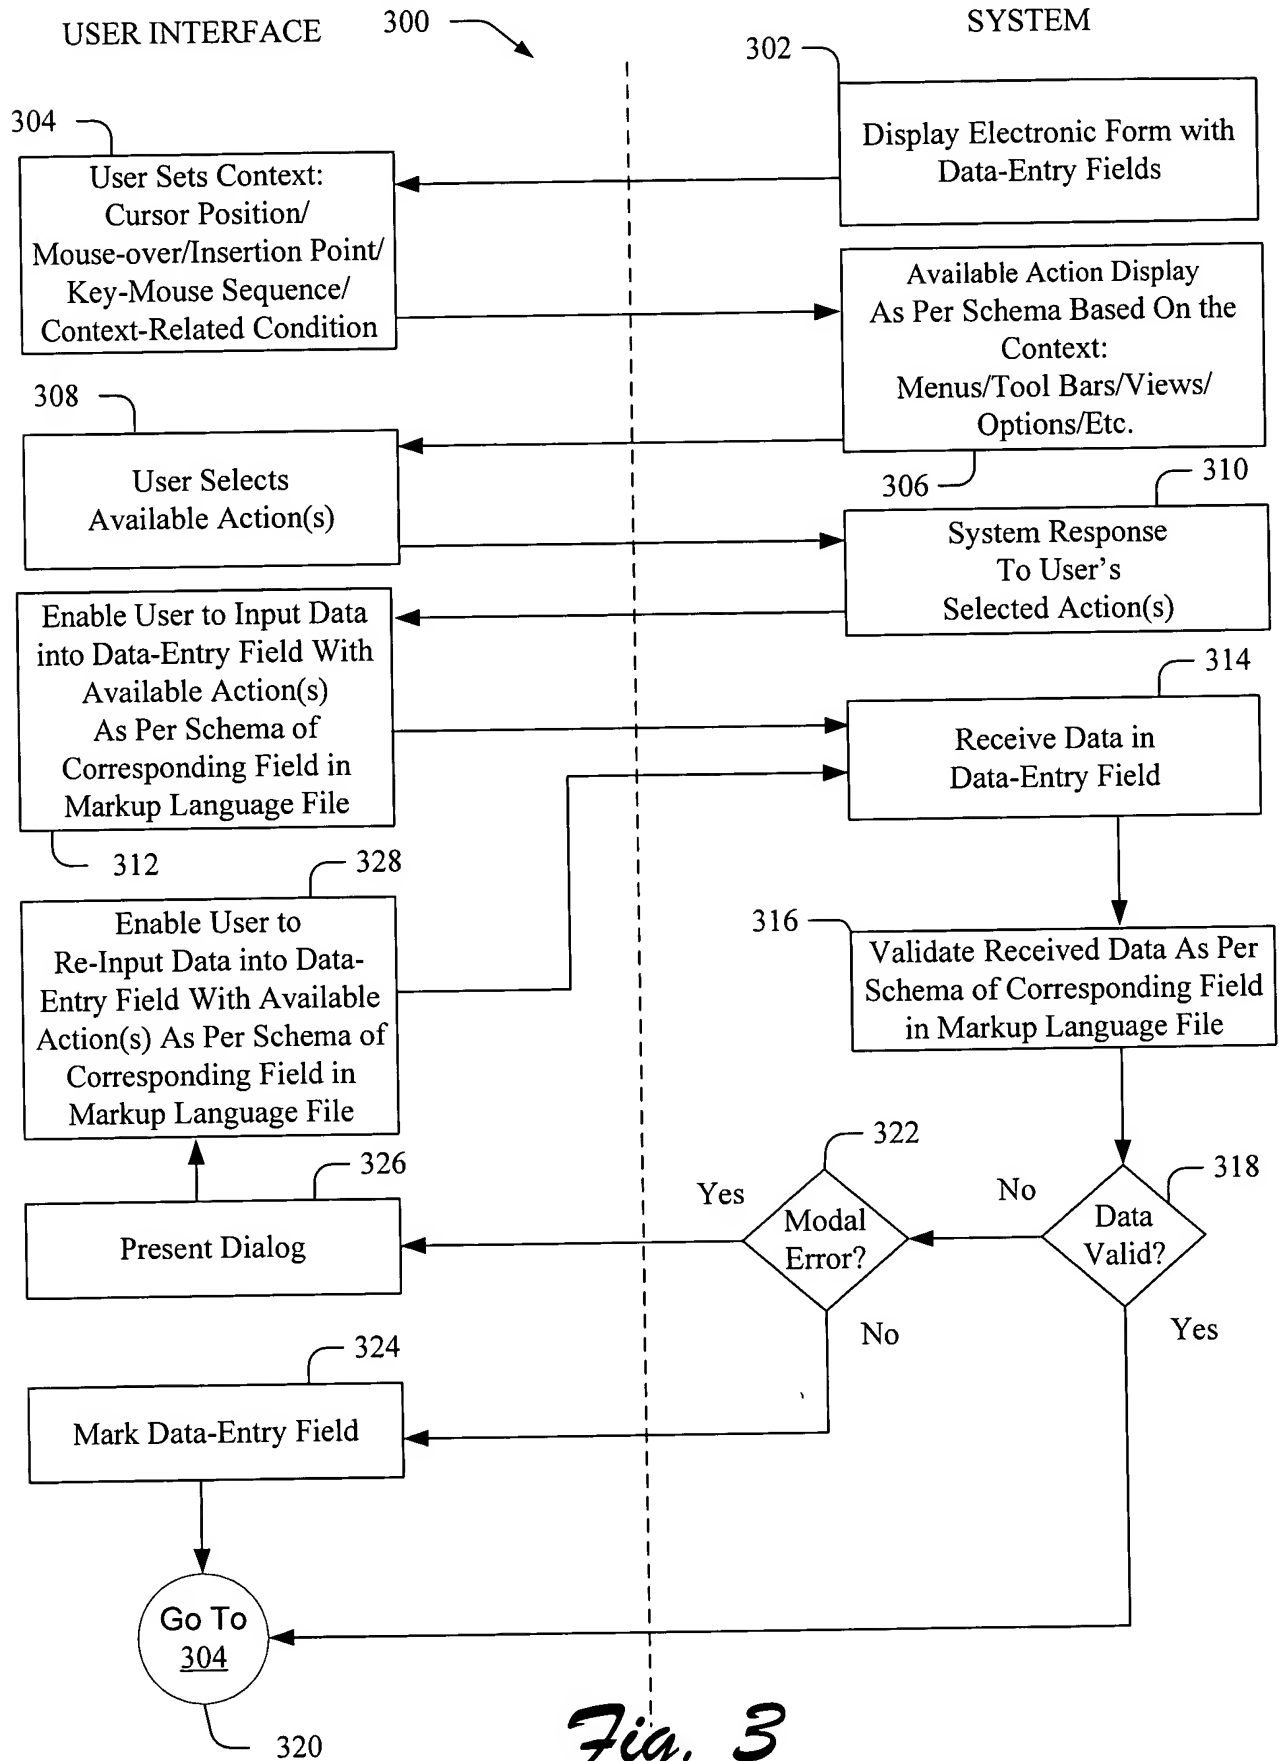 USER INTERFACE
300
SYSTEM
302
Display Electronic Form with
Data-Entry Fields
304
User Sets Context:
Cursor Position/
Mouse-over/Insertion Point/
Key-Mouse Sequence/
Context-Related Condition
Available Action Display
As Per Schema Based On the
Context:
Menus/Tool Bars/Views/
Options/Etc.
306
308
User Selects
Available Action(s)
310
System Response
To User's
Selected Action(s)
Enable User to Input Data
into Data-Entry Field With
Available Action(s)
As Per Schema of
Corresponding Field in
Markup Language File
312
314
Receive Data in
Data-Entry Field
328
Enable User to
Re-Input Data into Data-
Entry Field With Available
Action(s) As Per Schema of
Corresponding Field in
Markup Language File
316
Validate Received Data As Per
Schema of Corresponding Field
in Markup Language File
318
Data
Valid?
No
Yes
322
Modal
Error?
Yes
No
326
Present Dialog
324
Mark Data-Entry Field
Go To
304
320
Fig. 3